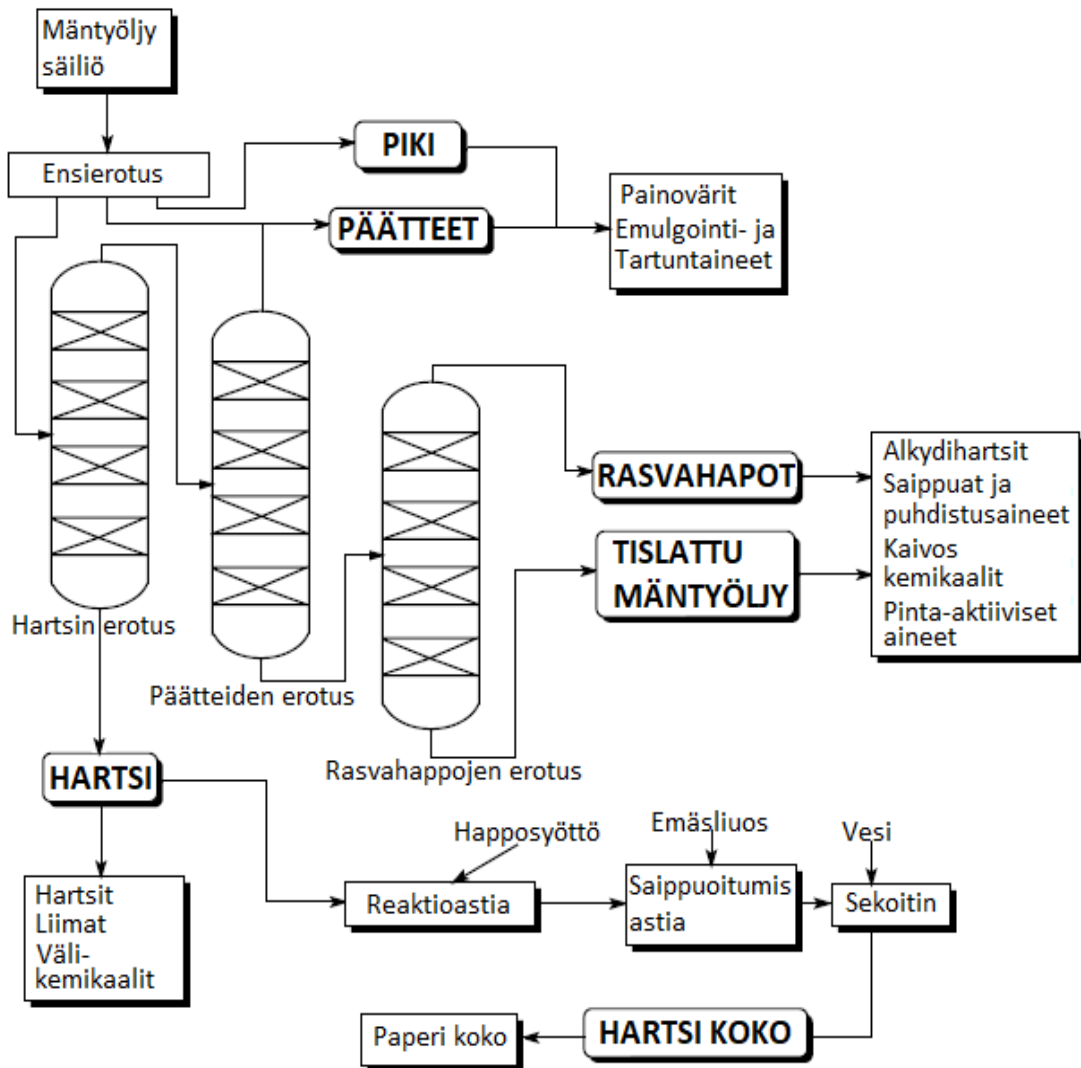 Mäntyöljy
säiliö
Ensierotus
PIKI
PÄÄTTEET
Painovärit
Emulgointi- ja
Tartuntaineet
RASVAHAPOT
TISLATTU
MÄNTYÖLJY
Alkydihartsit
Saippuat ja
puhdistusaineet
Kaivos
kemikaalit
Pinta-aktiiviset
aineet
Hartsin erotus
Päätteiden erotus
Rasvahappojen erotus
HARTSI
Hartsit
Liimat
Väli-
kemikaalit
Happosyöttö
Reaktioastia
Emäsliuos
Saippuoitumis
astia
Vesi
Sekoitin
HARTSI KOKO
Paperi koko